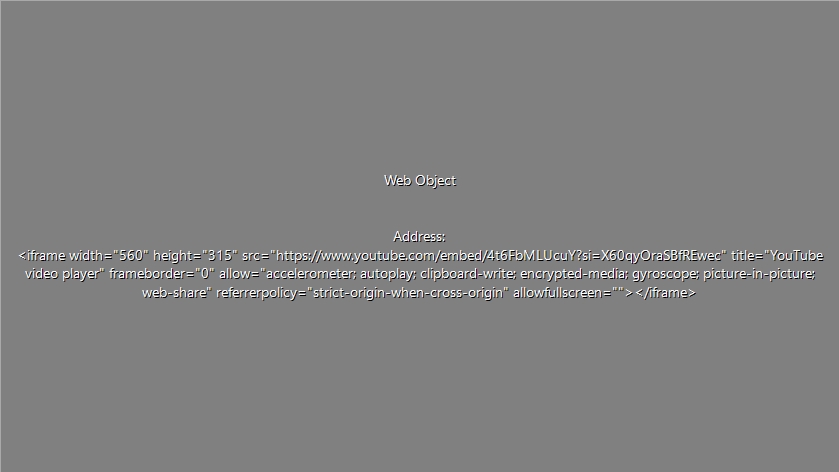 Web Object
Address:
<iframe width="560" height="315" src="https://www.youtube.com/embed/4t6FbMLUcuY?si=X60qyOraSBfREwec" title="YouTube
video player" frameborder="0" allow="accelerometer; autoplay; clipboard-write; encrypted-media; gyroscope; picture-in-picture;
web-share" referrerpolicy="strict-origin-when-cross-origin" allowfullscreen=""></iframe>